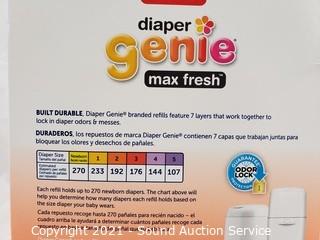 diaper
genie®
max fresh™
BUILT DURABLE, Diaper Genie® branded refills feature 7 layers that work together
to lock in diaper odors & messes.
DURADEROS, los repuestos de marca Diaper Genie® contienen 7 capas que trabajan juntas para
bloquear los olores y desechos de pañales.
Diaper Size
1 2 3 4 5
270 233 192 176 144 107
GUARANTEE
ODOR
LOCK
PROTECTION
Each refill holds up to 270 newborn diapers. The chart above will
help you determine how many diapers each refill holds based on
the size diaper your baby wears.
Cada repuesto recoge hasta 270 pañales para recién nacido – el
cuadro arriba le ayudará a determinar cuántos pañales recoge cada
Copyright 2021 - Sound Auction Service